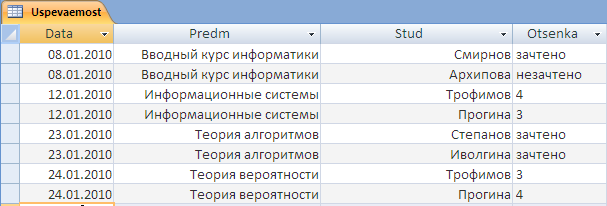 Uspevaemost
Data Predm Stud Otsenka
08.01.2010 Вводный курс информатики Смирнов зачтено
08.01.2010 Вводный курс информатики Архипова незачтено
12.01.2010 Информационные системы Трофимов 4
12.01.2010 Информационные системы Прогина 3
23.01.2010 Теория алгоритмов Степанов зачтено
23.01.2010 Теория алгоритмов Иволгина зачтено
24.01.2010 Теория вероятности Трофимов 3
24.01.2010 Теория вероятности Прогина 4